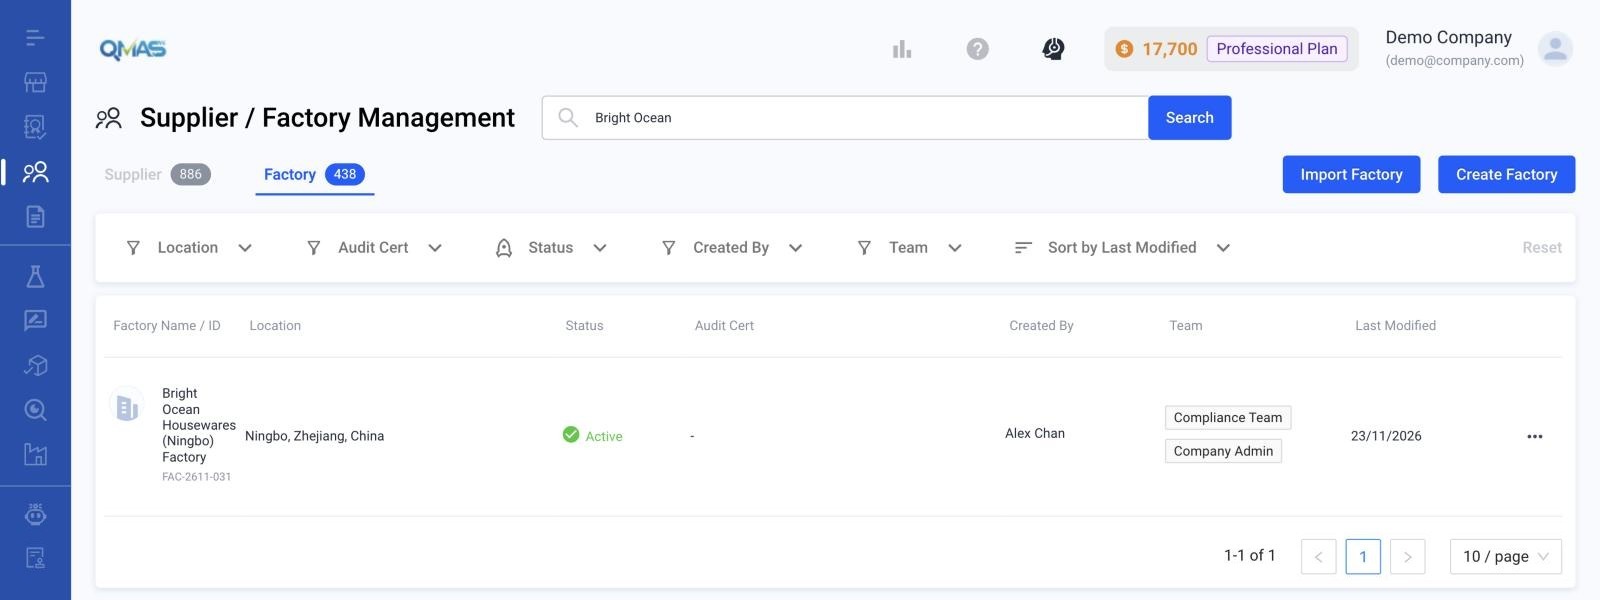 QMAS
17,700 Professional Plan
Demo Company
(demo@company.com)
Supplier / Factory Management
Bright Ocean
Search
Supplier 886
Factory 438
Import Factory
Create Factory
Location
Audit Cert
Status
Created By
Team
Sort by Last Modified
Reset
Factory Name / ID
Location
Status
Audit Cert
Created By
Team
Last Modified
Bright
Ocean
Housewares
(Ningbo)
Factory
FAC-2611-031
Ningbo, Zhejiang, China
Active
-
Alex Chan
Compliance Team
Company Admin
23/11/2026
1-1 of 1
1
10 / page